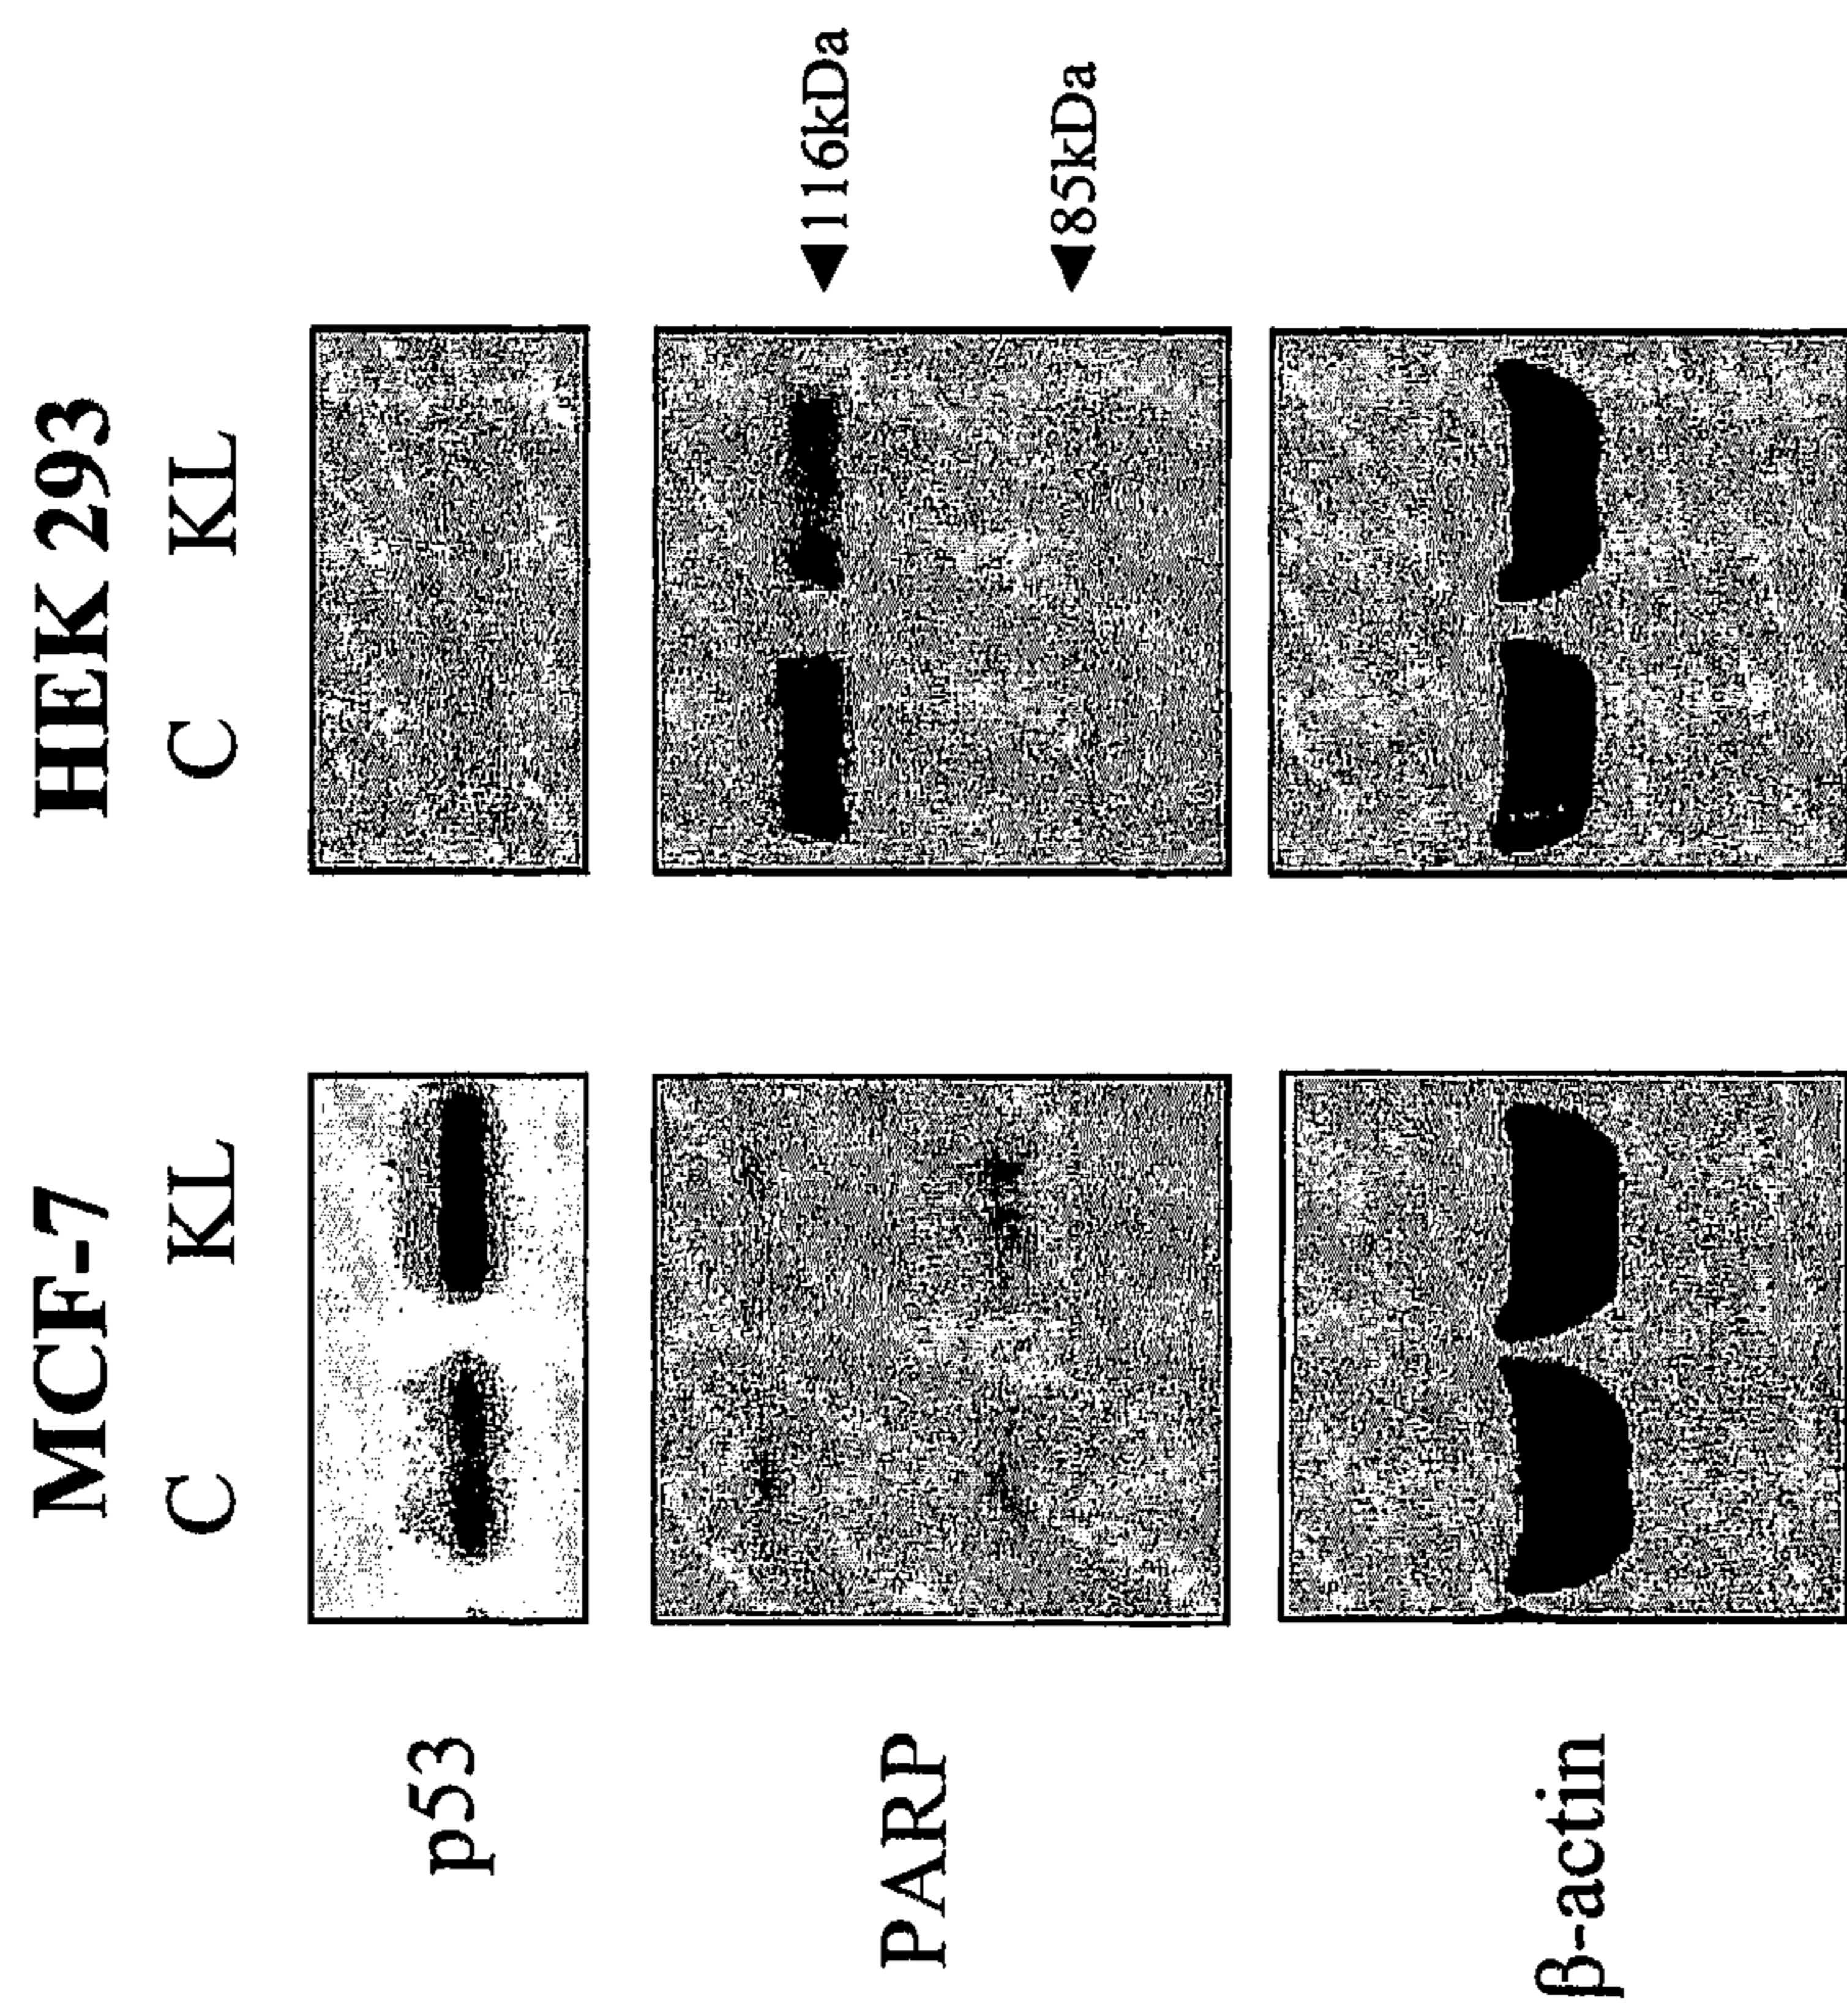 MCF-7 HEK 293
C KL C KL
p53
PARP
116kDa
85kDa
β-actin